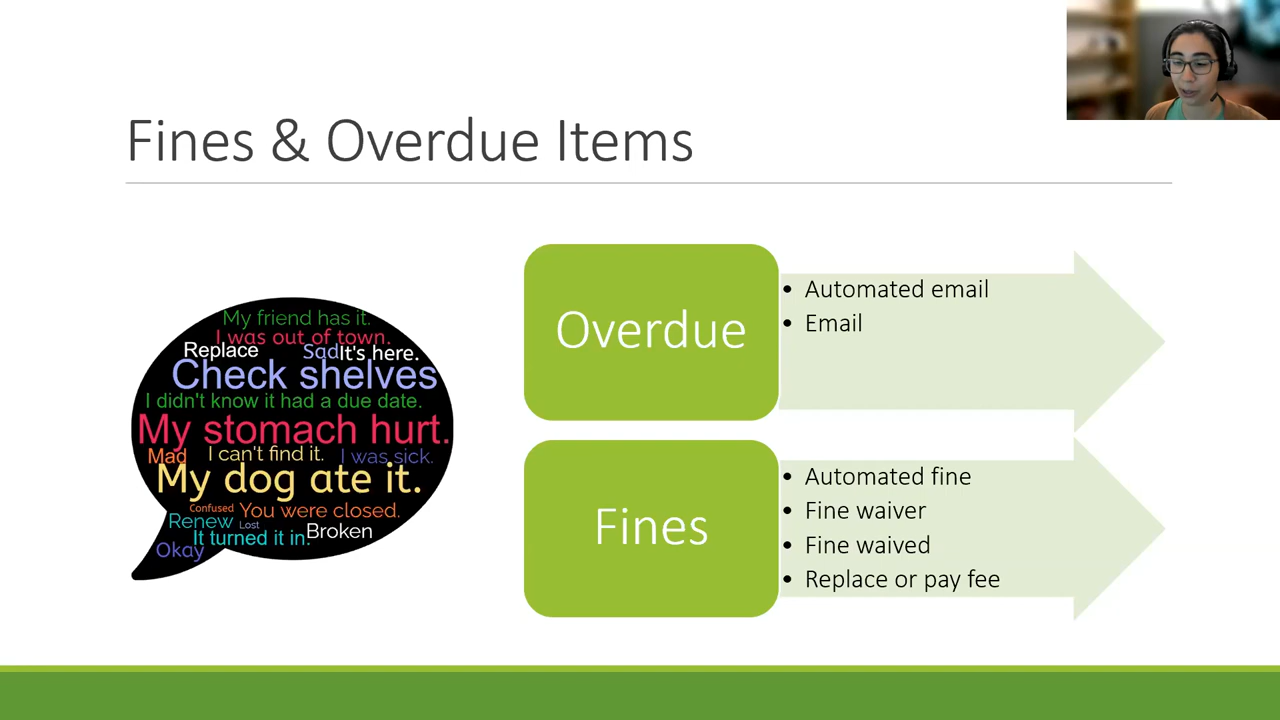 Fines & Overdue Items
My friend has it.
I was out of town.
Replace
Sad
It's here.
Check shelves
I didn't know it had a due date.
My stomach hurt.
Mad
I can't find it.
I was sick.
My dog ate it.
Confused
You were closed.
Renew
Lost
It turned it in.
Broken
Okay
Overdue
• Automated email
• Email
Fines
• Automated fine
• Fine waiver
• Fine waived
• Replace or pay fee